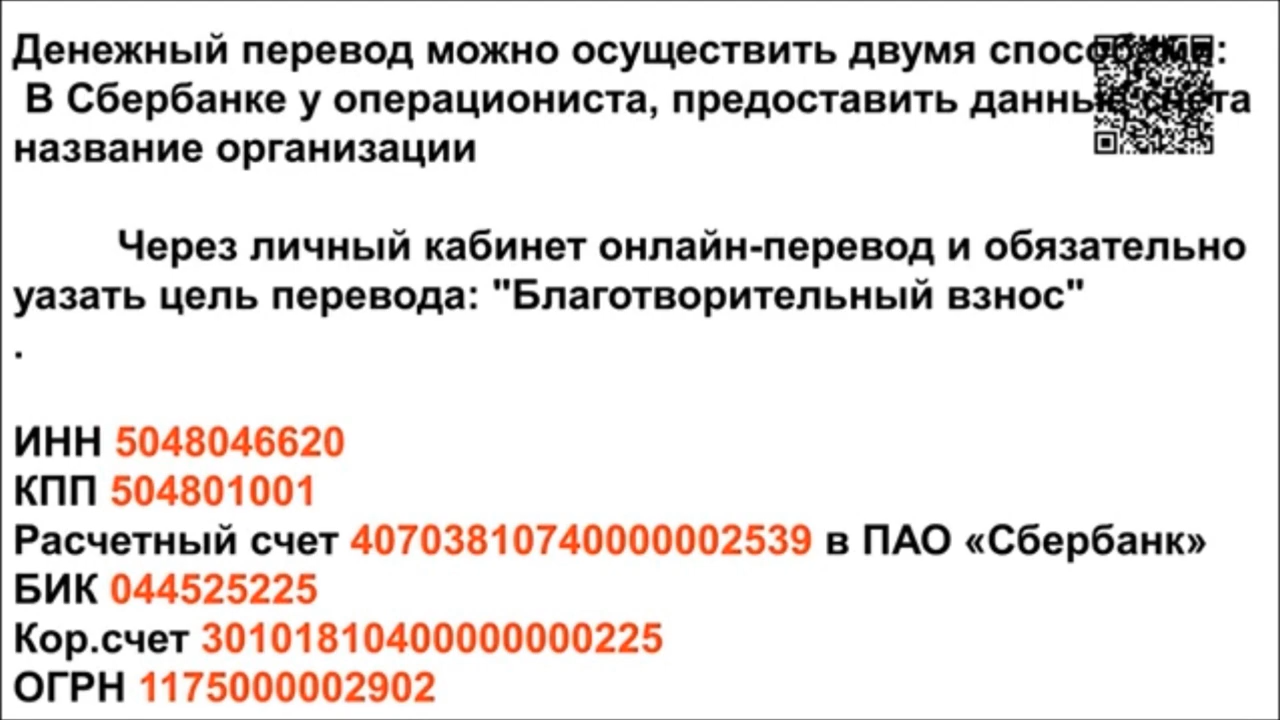 Денежный перевод можно осуществить двумя способами:
В Сбербанке у операциониста, предоставить данные счета
название организации
Через личный кабинет онлайн-перевод и обязательно
уазать цель перевода: "Благотворительный взнос"
.
ИНН 5048046620
КПП 504801001
Расчетный счет 40703810740000002539 в ПАО «Сбербанк»
БИК 044525225
Кор.счет 30101810400000000225
ОГРН 1175000002902